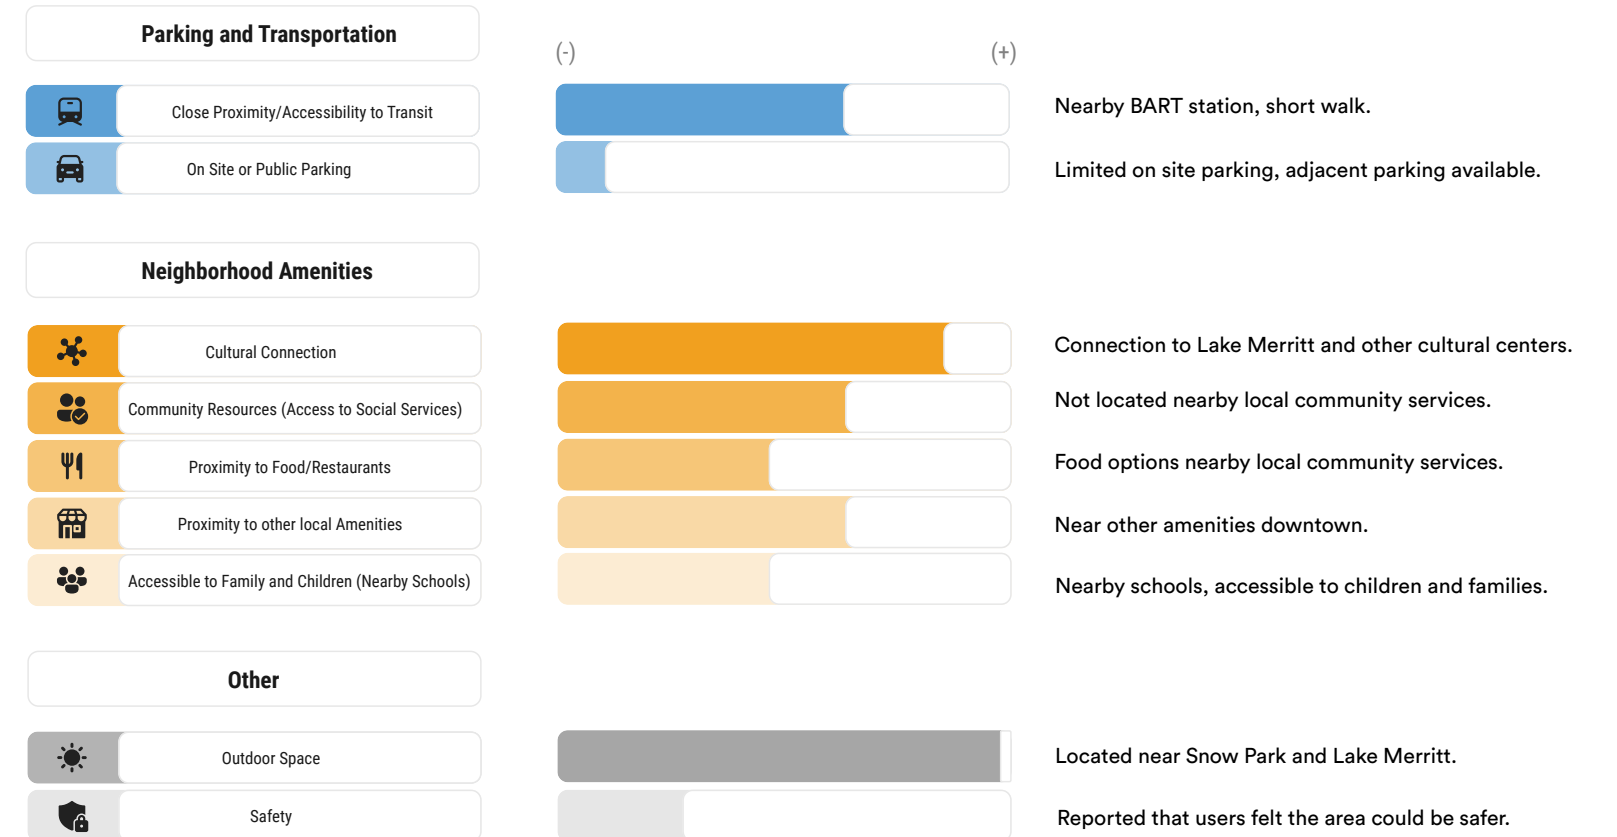 Parking and Transportation
(-)
(+)
Close Proximity/Accessibility to Transit
Nearby BART station, short walk.
On Site or Public Parking
Limited on site parking, adjacent parking available.
Neighborhood Amenities
Cultural Connection
Connection to Lake Merritt and other cultural centers.
Community Resources (Access to Social Services)
Not located nearby local community services.
Proximity to Food/Restaurants
Food options nearby local community services.
Proximity to other local Amenities
Near other amenities downtown.
Accessible to Family and Children (Nearby Schools)
Nearby schools, accessible to children and families.
Other
Outdoor Space
Located near Snow Park and Lake Merritt.
Safety
Reported that users felt the area could be safer.